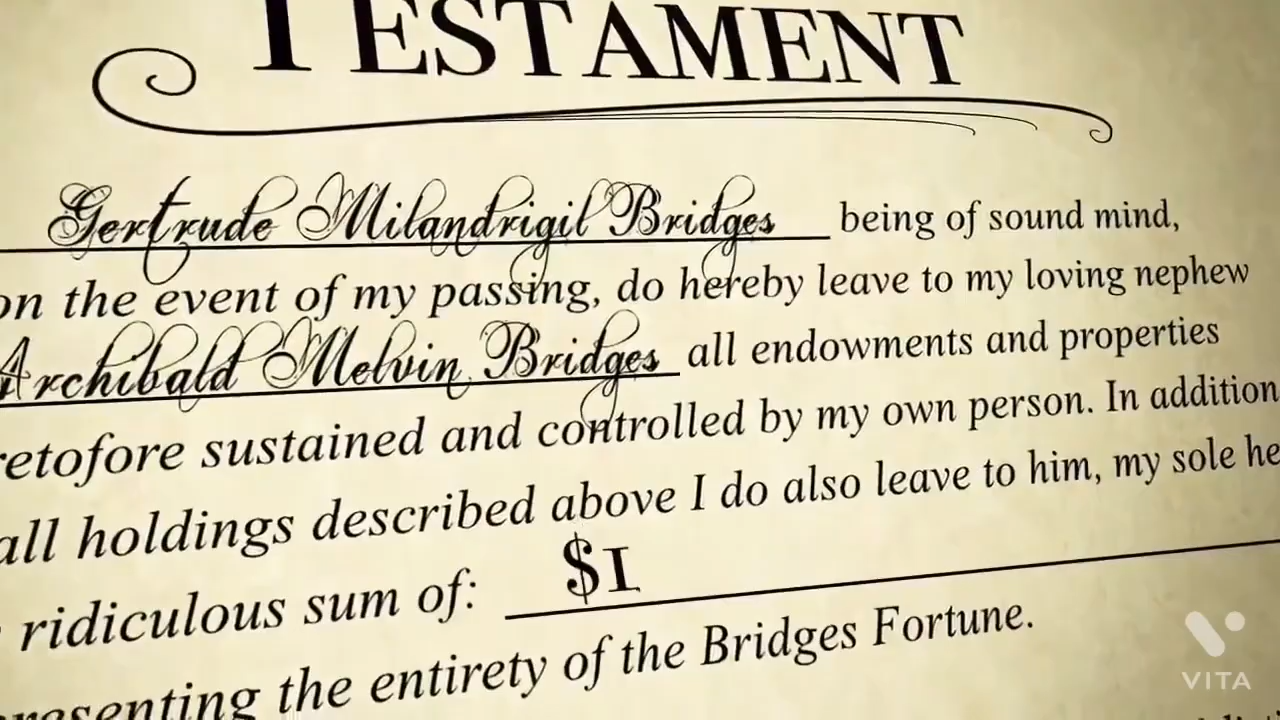 TESTAMENT
Gertrude Milandrigil Bridges being of sound mind,
on the event of my passing, do hereby leave to my loving nephew
Archibald Melvin Bridges all endowments and properties
retofore sustained and controlled by my own person. In addition
all holdings described above I do also leave to him, my sole he
ridiculous sum of: $1
resenting the entirety of the Bridges Fortune.
VITA